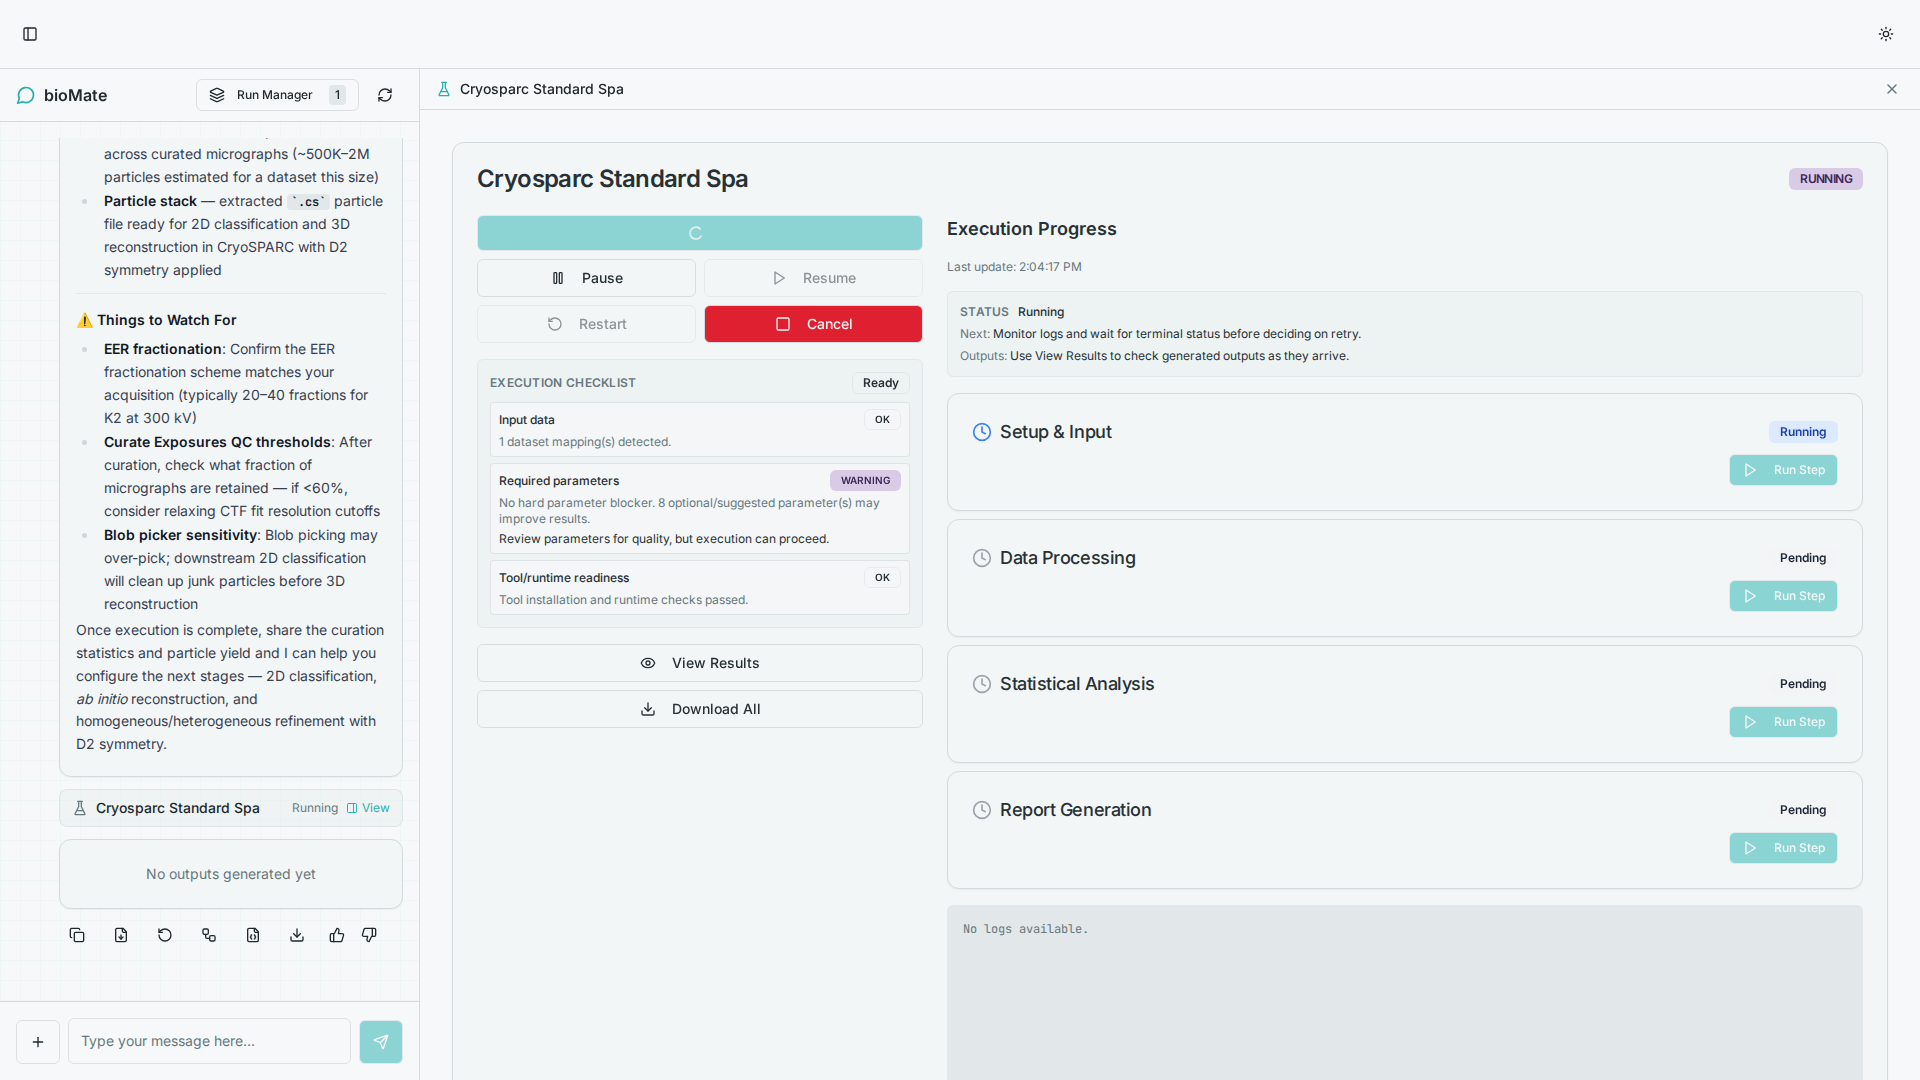 bioMate
Run Manager 1
across curated micrographs (~500K–2M
particles estimated for a dataset this size)
Particle stack — extracted `.cs` particle
file ready for 2D classification and 3D
reconstruction in CryoSPARC with D2
symmetry applied
⚠️ Things to Watch For
EER fractionation: Confirm the EER
fractionation scheme matches your
acquisition (typically 20–40 fractions for
K2 at 300 kV)
Curate Exposures QC thresholds: After
curation, check what fraction of
micrographs are retained — if <60%,
consider relaxing CTF fit resolution cutoffs
Blob picker sensitivity: Blob picking may
over-pick; downstream 2D classification
will clean up junk particles before 3D
reconstruction
Once execution is complete, share the curation
statistics and particle yield and I can help you
configure the next stages — 2D classification,
ab initio reconstruction, and
homogeneous/heterogeneous refinement with
D2 symmetry.
Cryosparc Standard Spa Running View
No outputs generated yet
Type your message here...
Cryosparc Standard Spa
Cryosparc Standard Spa
RUNNING
Pause
Resume
Restart
Cancel
EXECUTION CHECKLIST Ready
Input data OK
1 dataset mapping(s) detected.
Required parameters WARNING
No hard parameter blocker. 8 optional/suggested parameter(s) may
improve results.
Review parameters for quality, but execution can proceed.
Tool/runtime readiness OK
Tool installation and runtime checks passed.
View Results
Download All
Execution Progress
Last update: 2:04:17 PM
STATUS Running
Next: Monitor logs and wait for terminal status before deciding on retry.
Outputs: Use View Results to check generated outputs as they arrive.
Setup & Input Running
Run Step
Data Processing Pending
Run Step
Statistical Analysis Pending
Run Step
Report Generation Pending
Run Step
No logs available.